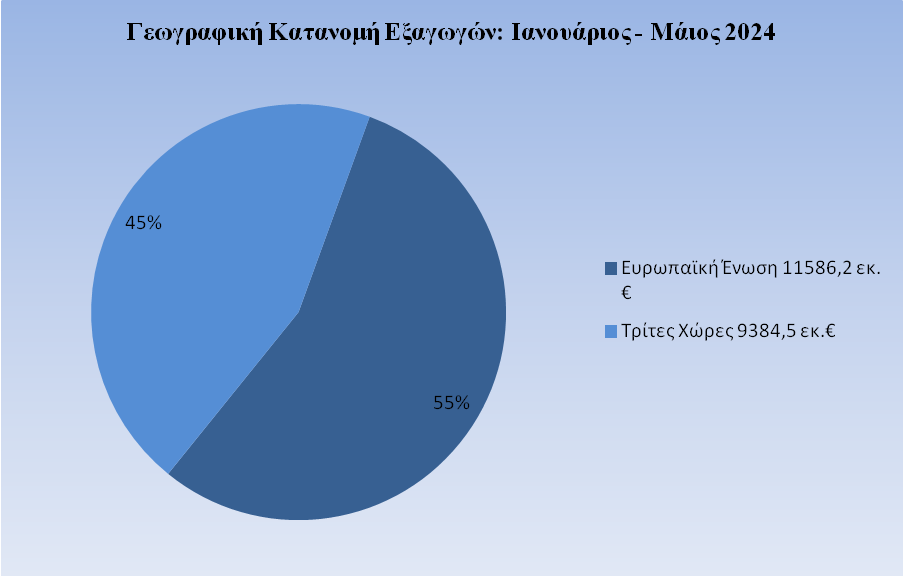 Γεωγραφική Κατανομή Εξαγωγών: Ιανουάριος - Μάιος 2024
45%
55%
Ευρωπαϊκή Ένωση 11586,2 εκ.
€
Τρίτες Χώρες 9384,5 εκ.€